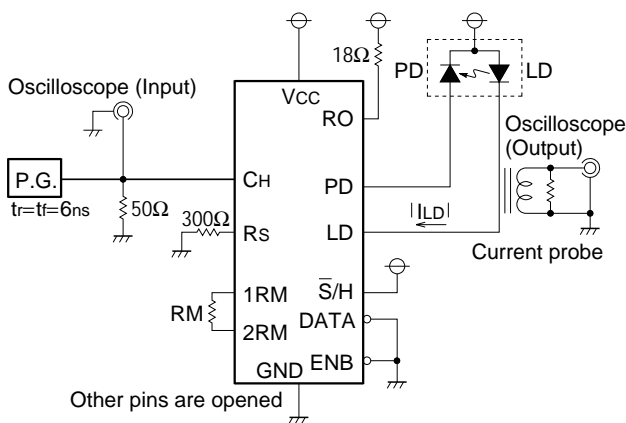 18Ω
PD
LD
Oscilloscope (Input)
VCC
RO
Oscilloscope
(Output)
P.G.
CH
PD
tr=tf=6ns
50Ω
300Ω
RS
LD
|ILD|
Current probe
S̅/H
1RM
RM
2RM
DATA
ENB
GND
Other pins are opened